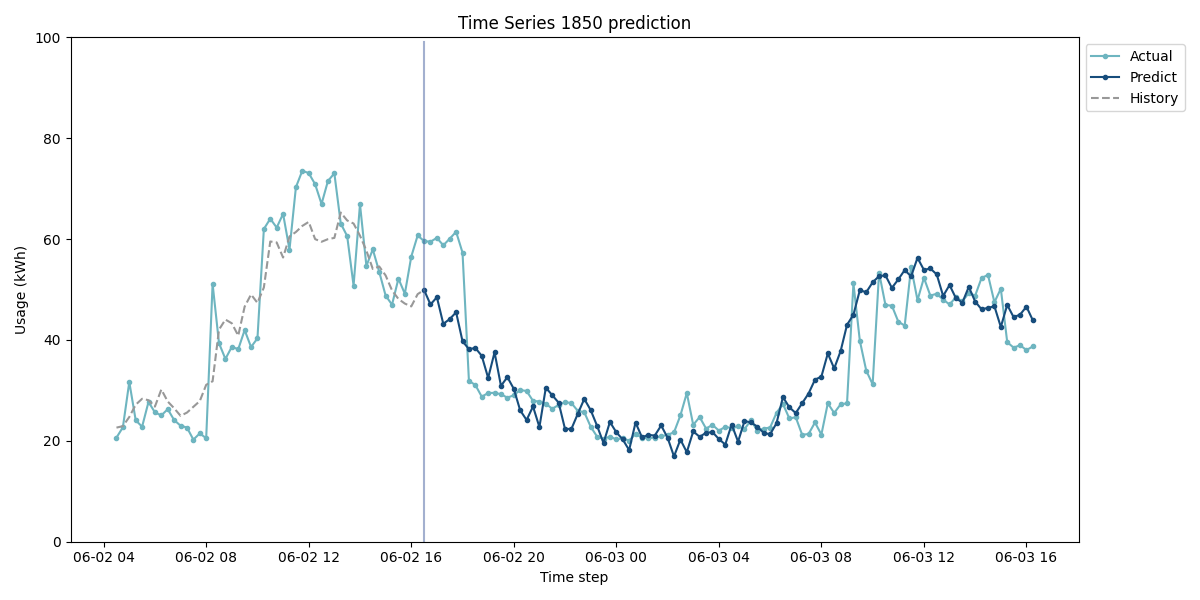 Time Series 1850 prediction
Usage (kWh)
100
80
60
40
20
0
06-02 04
06-02 08
06-02 12
06-02 16
06-02 20
06-03 00
06-03 04
06-03 08
06-03 12
06-03 16
Time step
Actual
Predict
History